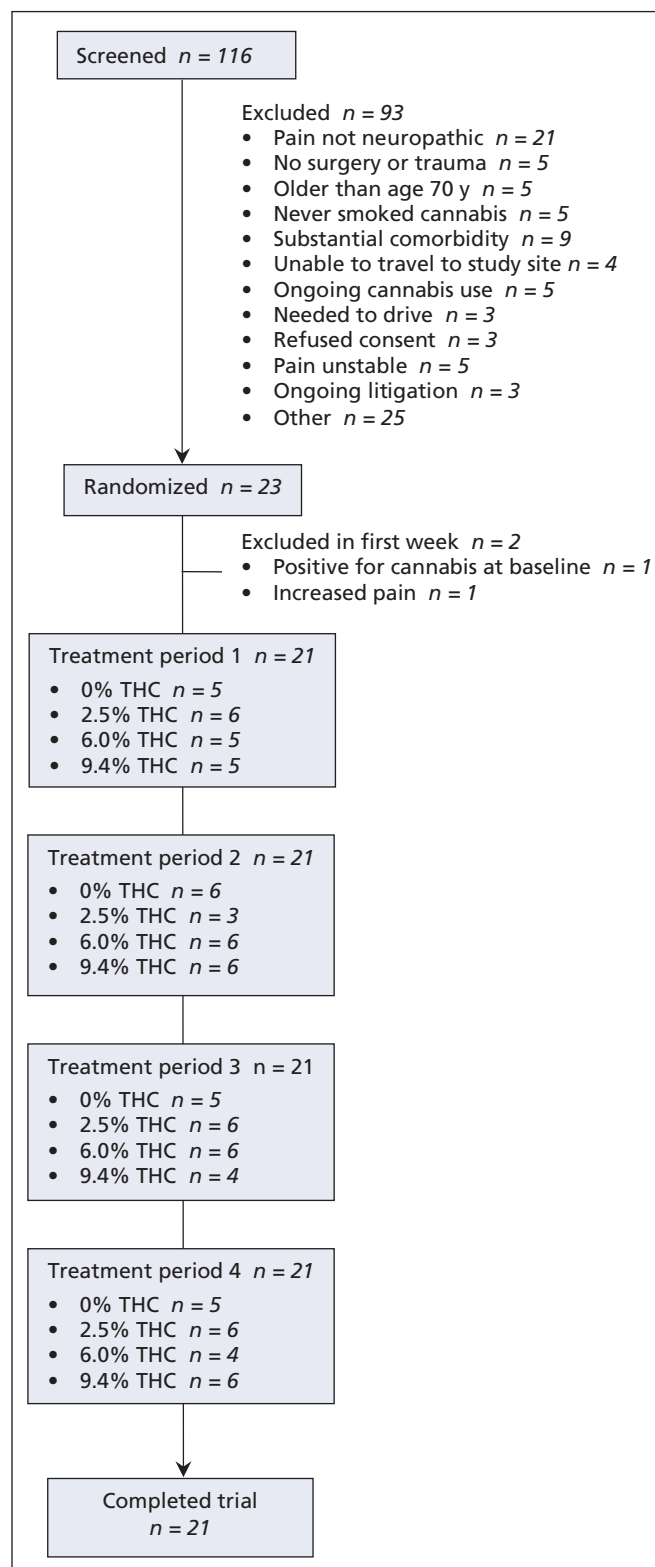 Screened n = 116
Excluded n = 93
• Pain not neuropathic n = 21
• No surgery or trauma n = 5
• Older than age 70 y n = 5
• Never smoked cannabis n = 5
• Substantial comorbidity n = 9
• Unable to travel to study site n = 4
• Ongoing cannabis use n = 5
• Needed to drive n = 3
• Refused consent n = 3
• Pain unstable n = 5
• Ongoing litigation n = 3
• Other n = 25
Randomized n = 23
Excluded in first week n = 2
• Positive for cannabis at baseline n = 1
• Increased pain n = 1
Treatment period 1 n = 21
• 0% THC n = 5
• 2.5% THC n = 6
• 6.0% THC n = 5
• 9.4% THC n = 5
Treatment period 2 n = 21
• 0% THC n = 6
• 2.5% THC n = 3
• 6.0% THC n = 6
• 9.4% THC n = 6
Treatment period 3 n = 21
• 0% THC n = 5
• 2.5% THC n = 6
• 6.0% THC n = 6
• 9.4% THC n = 4
Treatment period 4 n = 21
• 0% THC n = 5
• 2.5% THC n = 6
• 6.0% THC n = 4
• 9.4% THC n = 6
Completed trial
n = 21